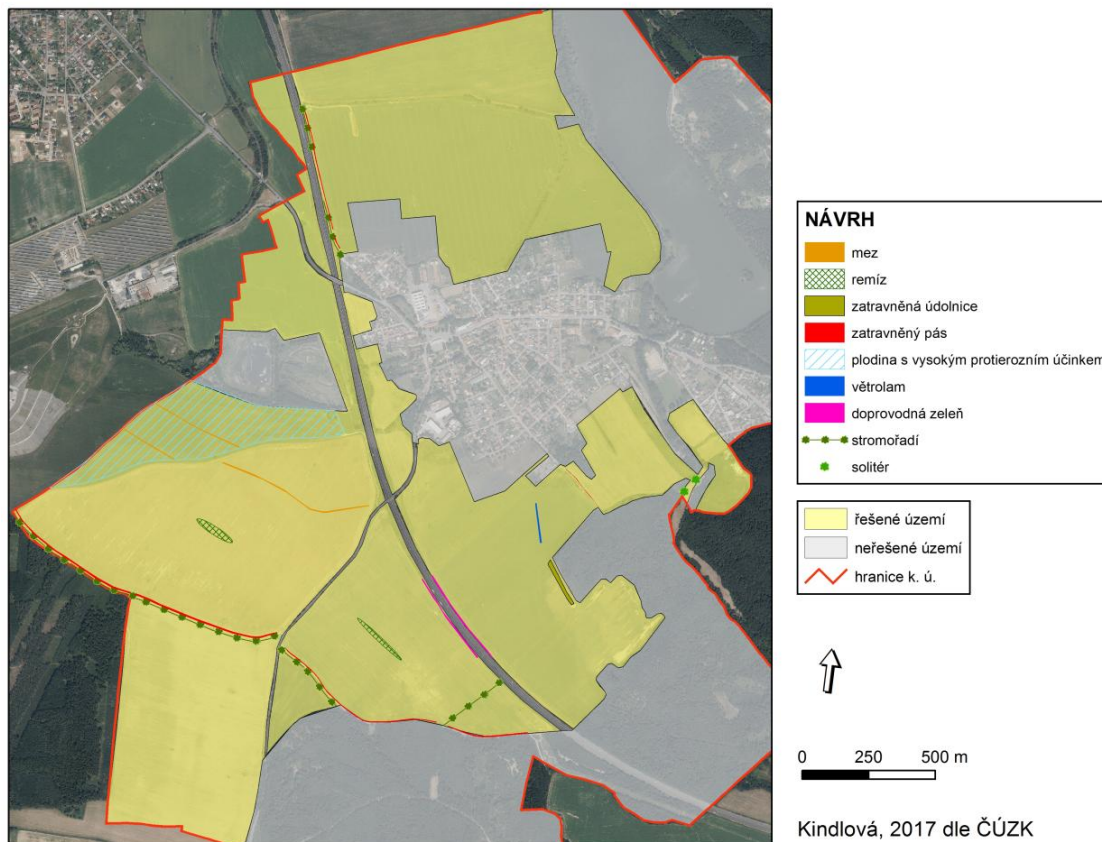 NÁVRH
mez
remíz
zatravněná údolnice
zatravněný pás
plodina s vysokým protierozním účinkem
větrolam
doprovodná zeleň
stromořadí
solitér
řešené území
neřešené území
hranice k. ú.
0 250 500 m
Kindlová, 2017 dle ČÚZK